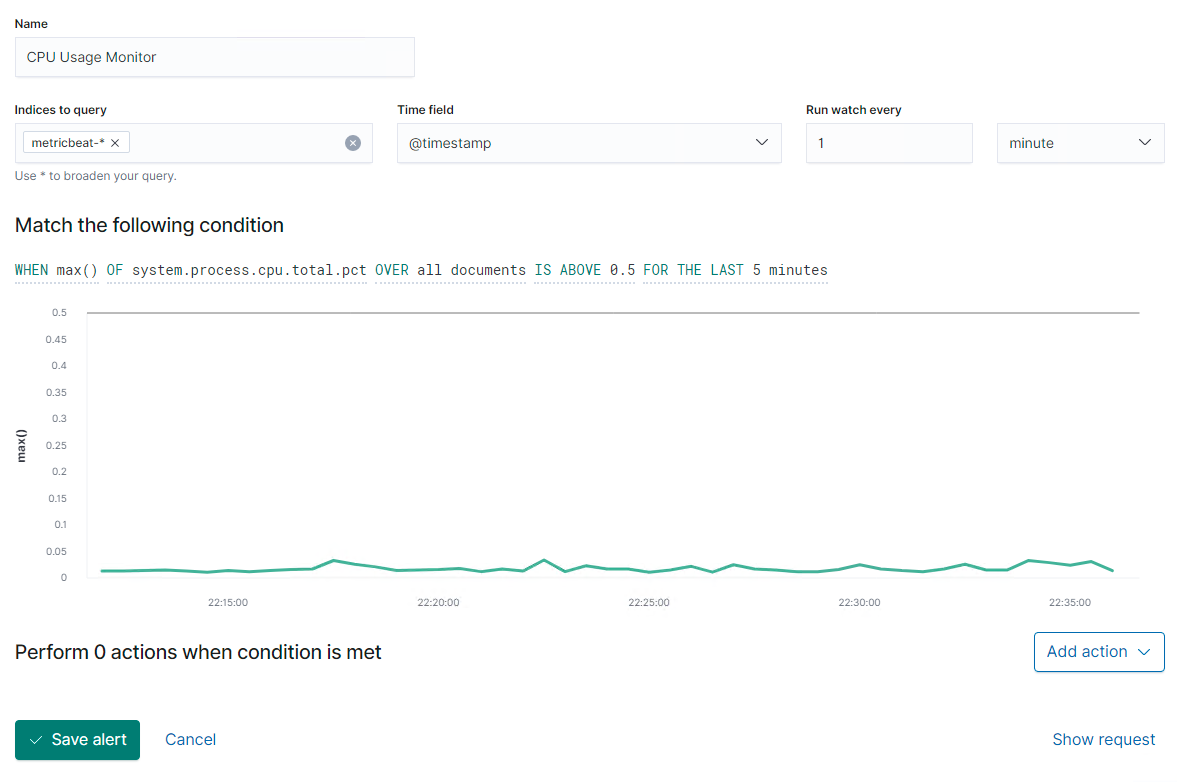 Name
CPU Usage Monitor
Indices to query Time field Run watch every
metricbeat-* @timestamp 1 minute
Use * to broaden your query.
Match the following condition
WHEN max() OF system.process.cpu.total.pct OVER all documents IS ABOVE 0.5 FOR THE LAST 5 minutes
0.5
0.45
0.4
0.35
0.3
0.25
0.2
0.15
0.1
0.05
0
max()
22:15:00 22:20:00 22:25:00 22:30:00 22:35:00
Perform 0 actions when condition is met Add action
Save alert Cancel Show request